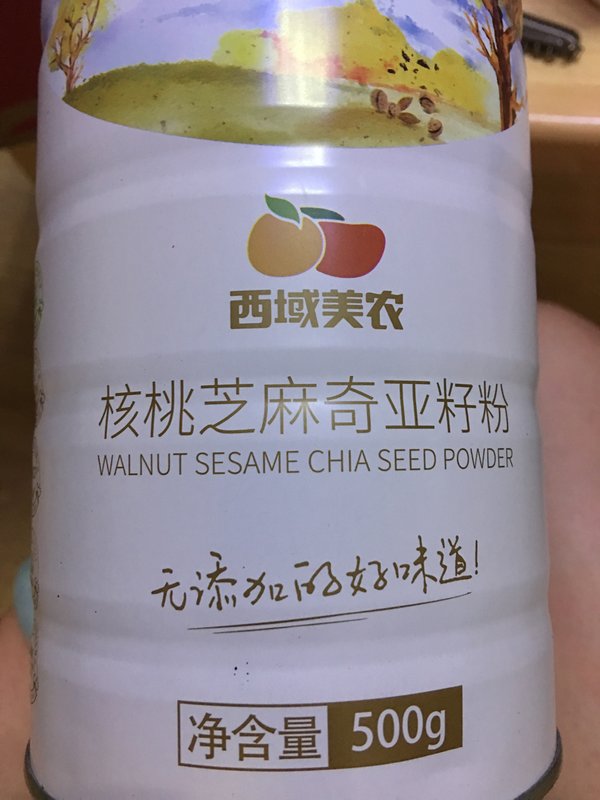 西域美农
核桃芝麻奇亚籽粉
WALNUT SESAME CHIA SEED POWDER
无添加的好味道!
净含量 500g